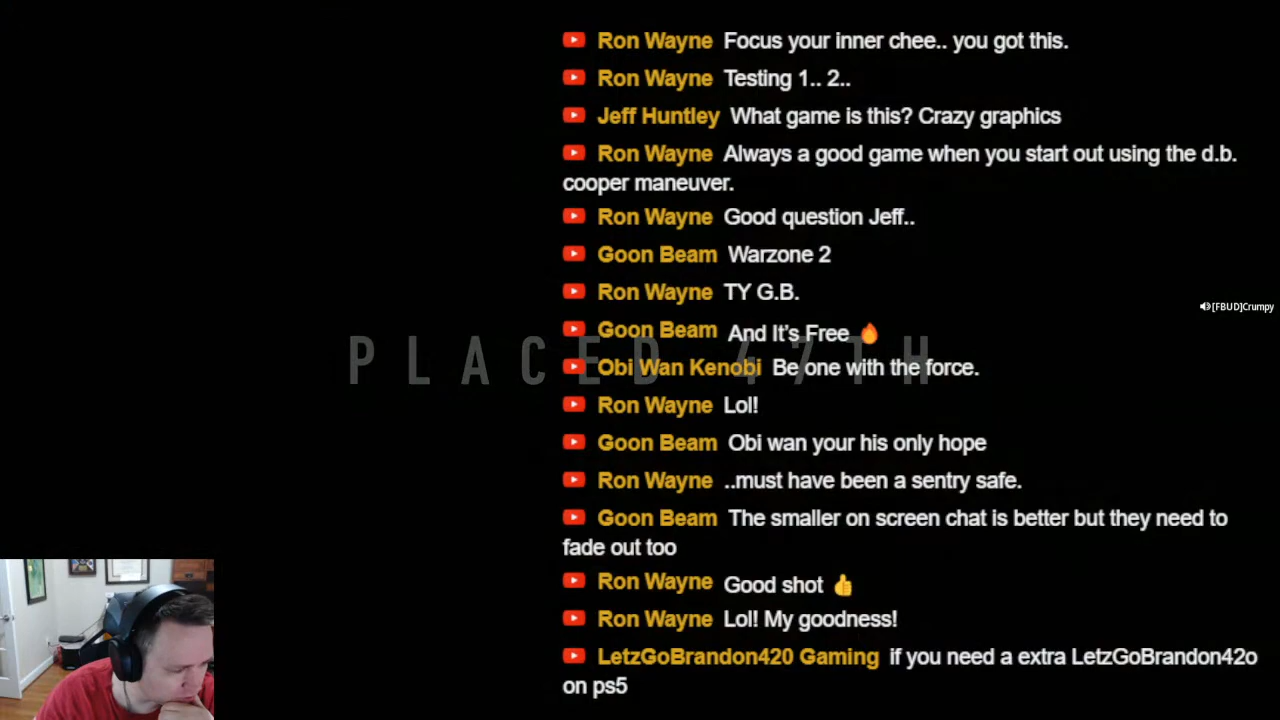 Ron Wayne Focus your inner chee.. you got this.
Ron Wayne Testing 1.. 2..
Jeff Huntley What game is this? Crazy graphics
Ron Wayne Always a good game when you start out using the d.b.
cooper maneuver.
Ron Wayne Good question Jeff..
Goon Beam Warzone 2
Ron Wayne TY G.B.
[FBUD]Crumpy
Goon Beam And It's Free 🔥
PLACED 47TH
Obi Wan Kenobi Be one with the force.
Ron Wayne Lol!
Goon Beam Obi wan your his only hope
Ron Wayne ..must have been a sentry safe.
Goon Beam The smaller on screen chat is better but they need to
fade out too
Ron Wayne Good shot 👍
Ron Wayne Lol! My goodness!
LetzGoBrandon420 Gaming if you need a extra LetzGoBrandon42o
on ps5